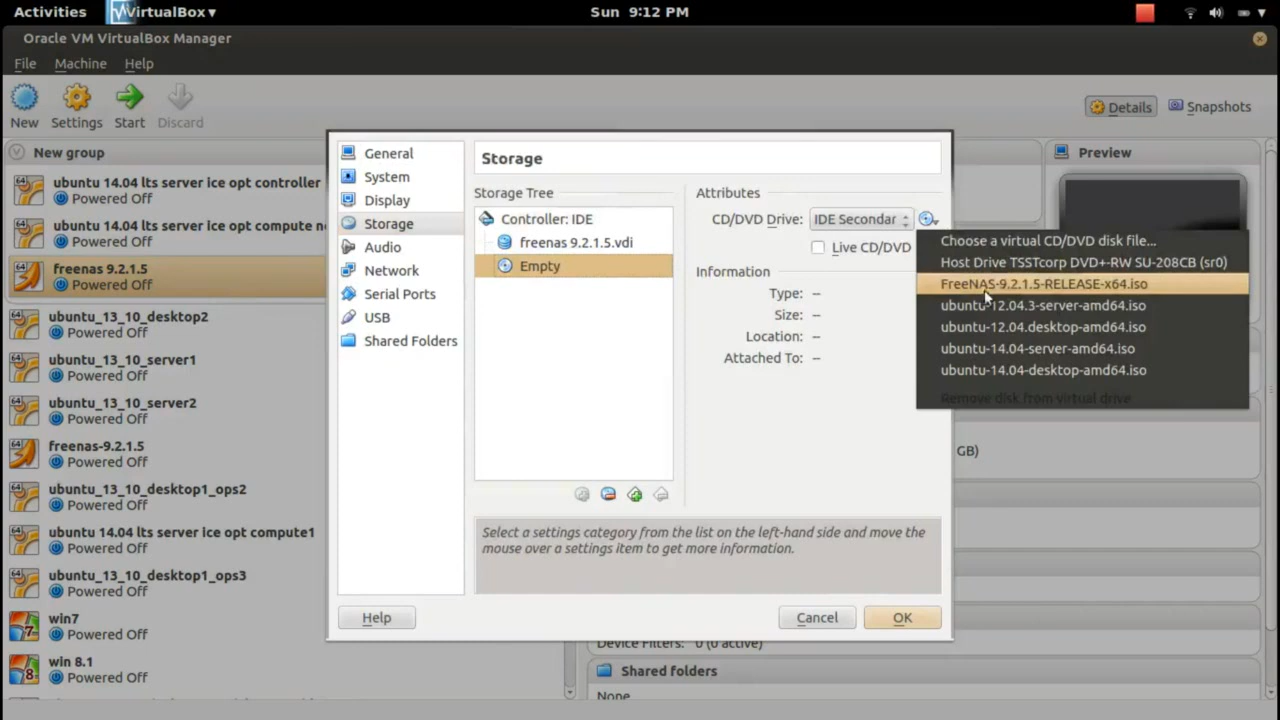 Activities
VirtualBox ▾
Sun 9:12 PM
Oracle VM VirtualBox Manager
File Machine Help
New Settings Start Discard
Details
Snapshots
New group
ubuntu 14.04 lts server ice opt controller
Powered Off
ubuntu 14.04 lts server ice opt compute
Powered Off
freenas 9.2.1.5
Powered Off
ubuntu_13_10_desktop2
Powered Off
ubuntu_13_10_server1
Powered Off
ubuntu_13_10_server2
Powered Off
freenas-9.2.1.5
Powered Off
ubuntu_13_10_desktop1_ops2
Powered Off
ubuntu 14.04 lts server ice opt compute1
Powered Off
ubuntu_13_10_desktop1_ops3
Powered Off
win7
Powered Off
win 8.1
Powered Off
General
System
Display
Storage
Audio
Network
Serial Ports
USB
Shared Folders
Storage
Storage Tree
Controller: IDE
freenas 9.2.1.5.vdi
Empty
Attributes
CD/DVD Drive: IDE Secondar
Live CD/DVD
Information
Type: --
Size: --
Location: --
Attached To: --
Choose a virtual CD/DVD disk file...
Host Drive TSSTcorp DVD+-RW SU-208CB (sr0)
FreeNAS-9.2.1.5-RELEASE-x64.iso
ubuntu-12.04.3-server-amd64.iso
ubuntu-12.04.desktop-amd64.iso
ubuntu-14.04-server-amd64.iso
ubuntu-14.04-desktop-amd64.iso
Remove disk from virtual drive
Select a settings category from the list on the left-hand side and move the
mouse over a settings item to get more information.
Help
Cancel
OK
Preview
GB)
Device Filters: 0 (0 active)
Shared folders
None